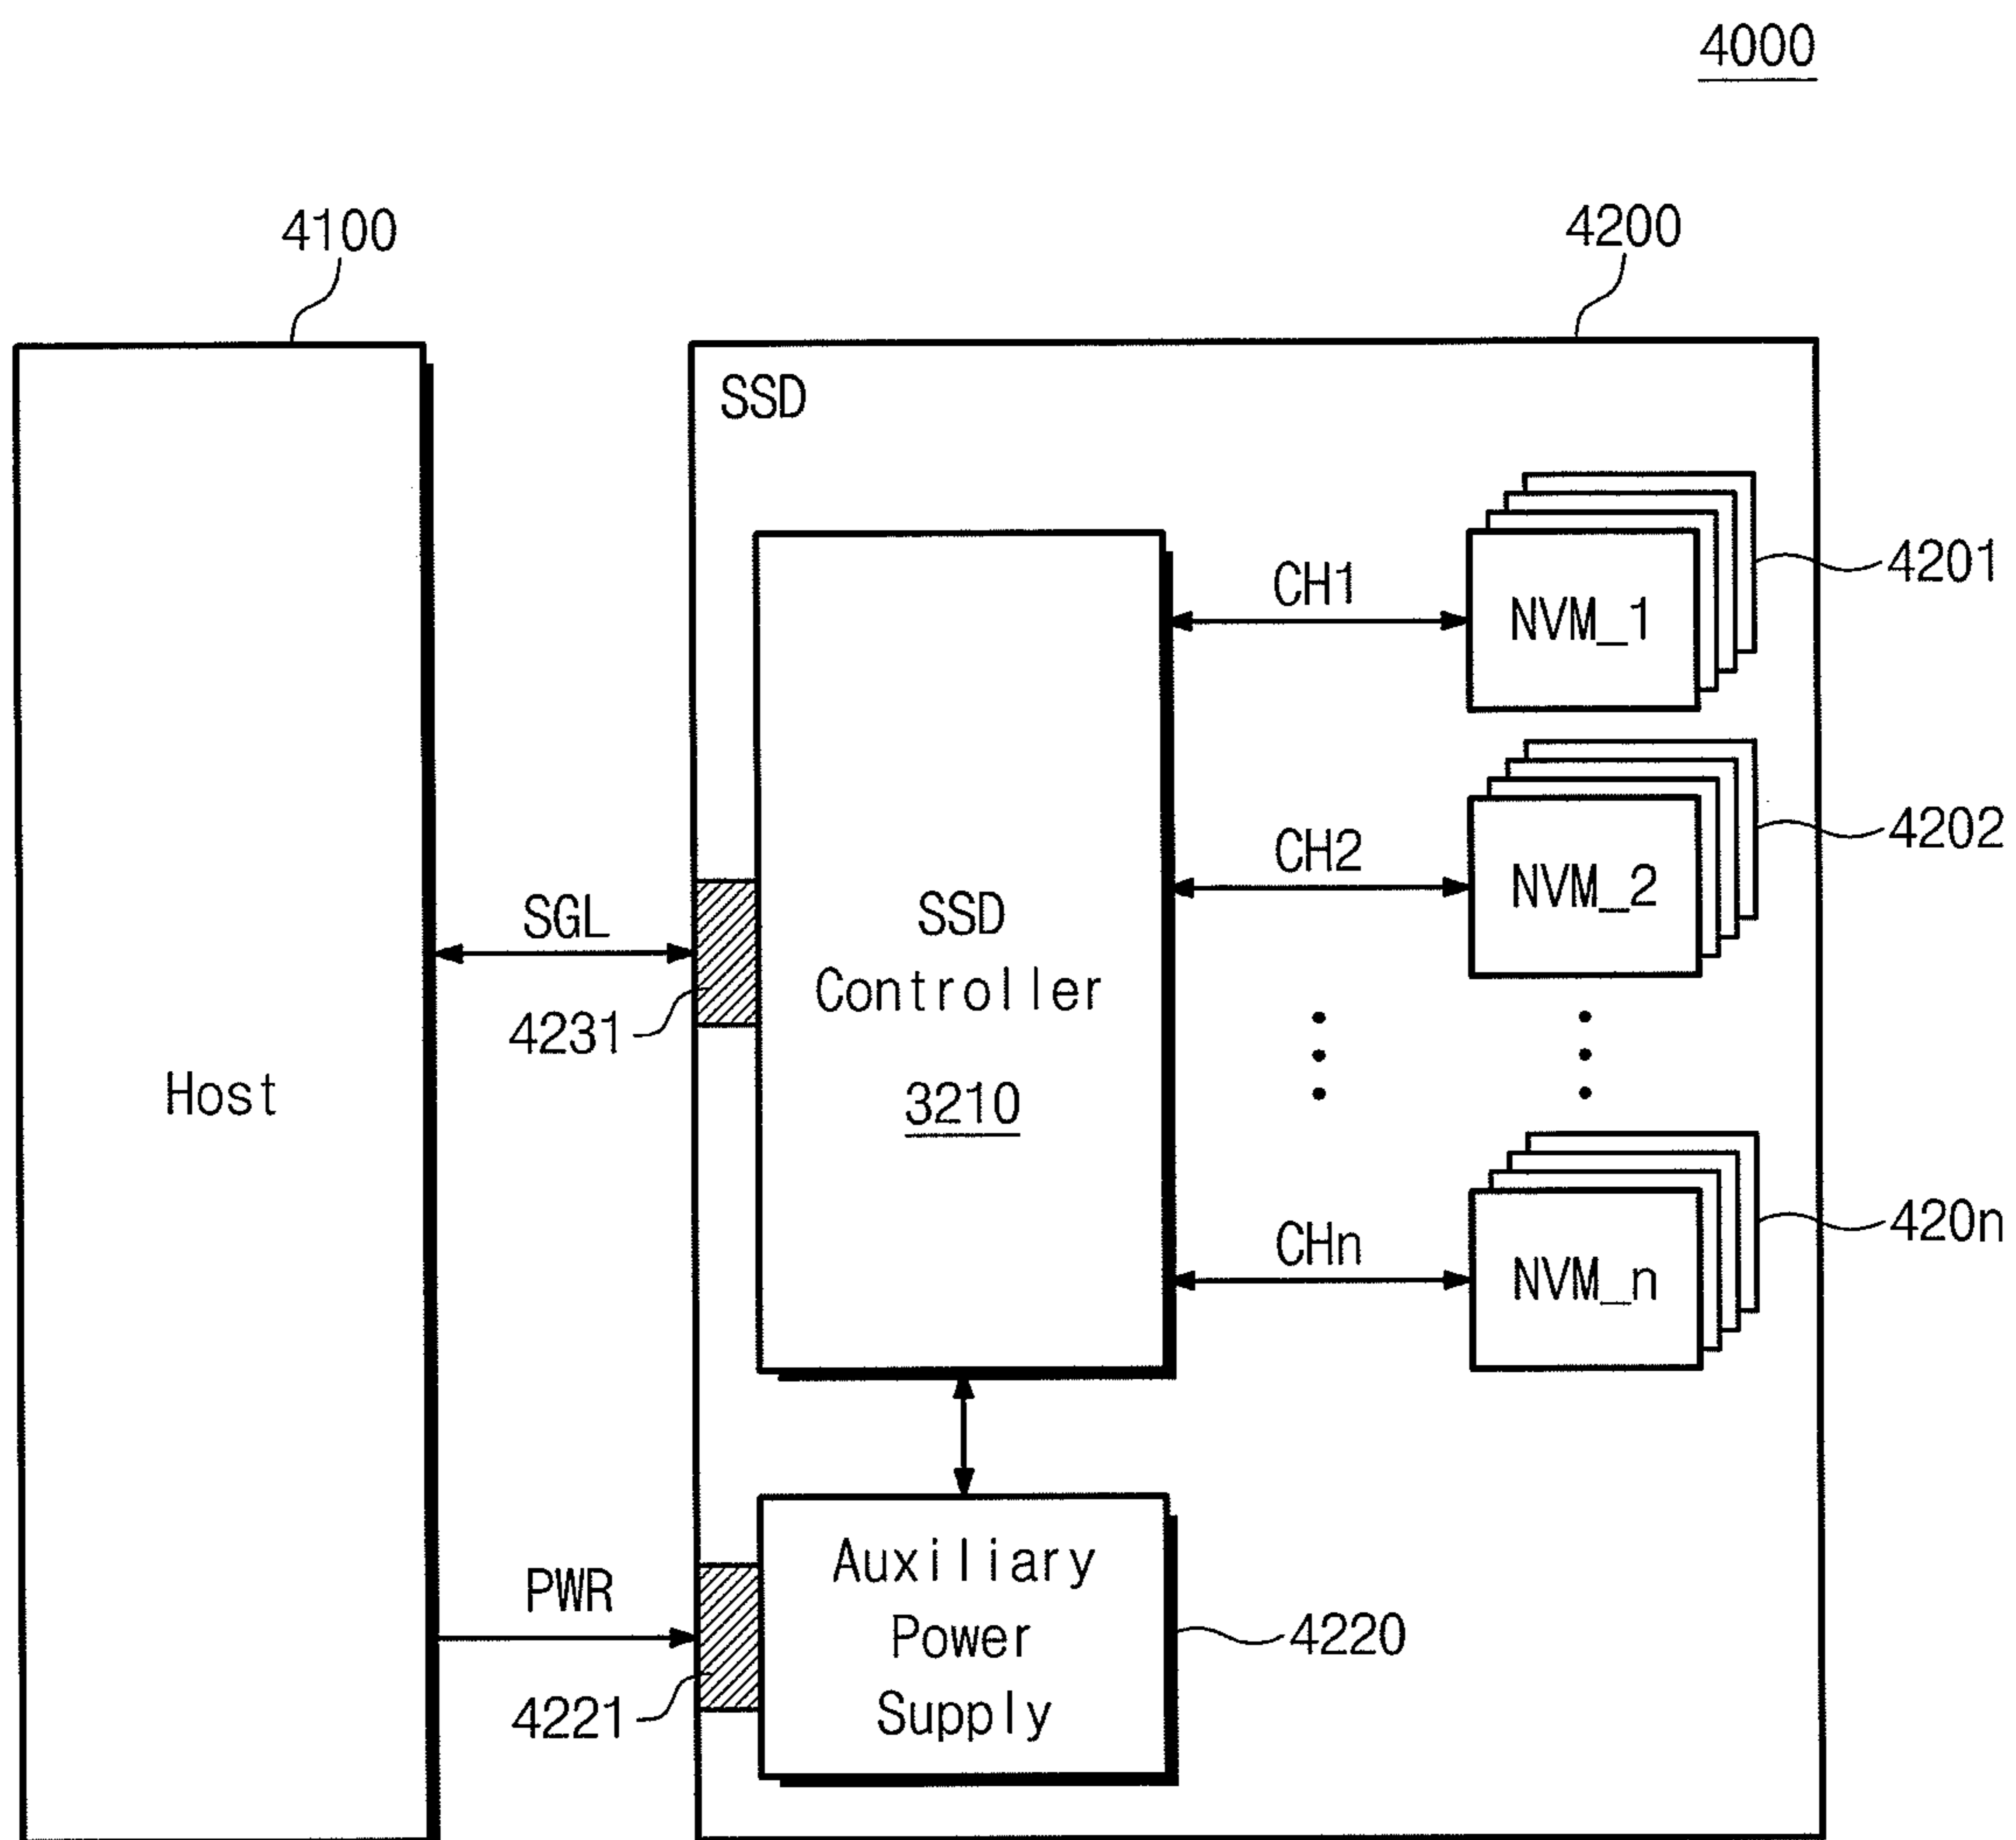 4000
4100
4200
SSD
CH1
NVM_1
4201
CH2
NVM_2
4202
SGL
4231
SSD
Controller
3210
Host
CHn
NVM_n
420n
PWR
4221
Auxiliary
Power
Supply
4220